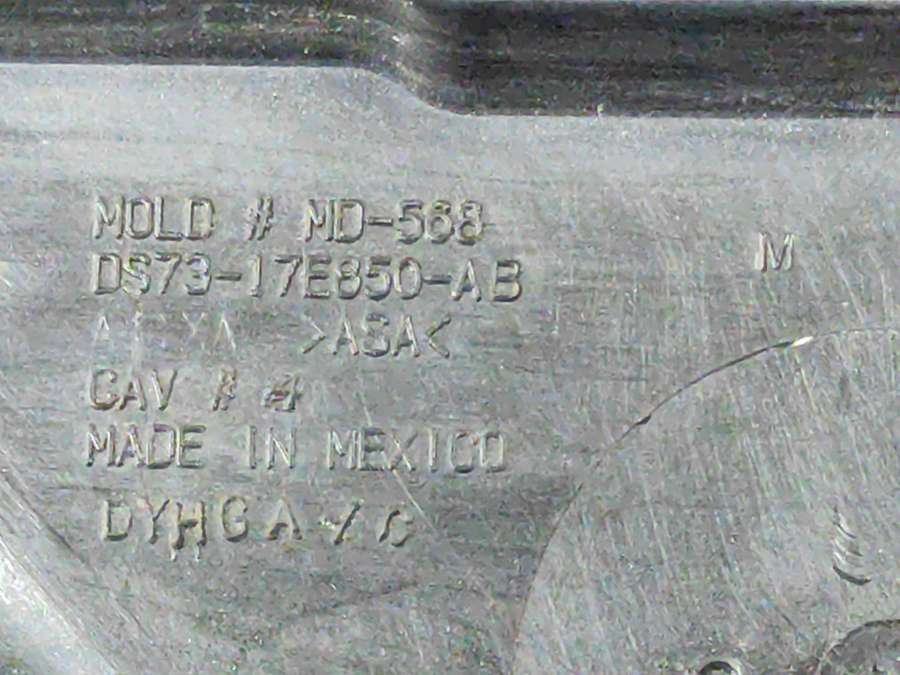 MOLD # MD-568
DS73-17E850-AB
M
>ASA<
CAV # 4
MADE IN MEXICO